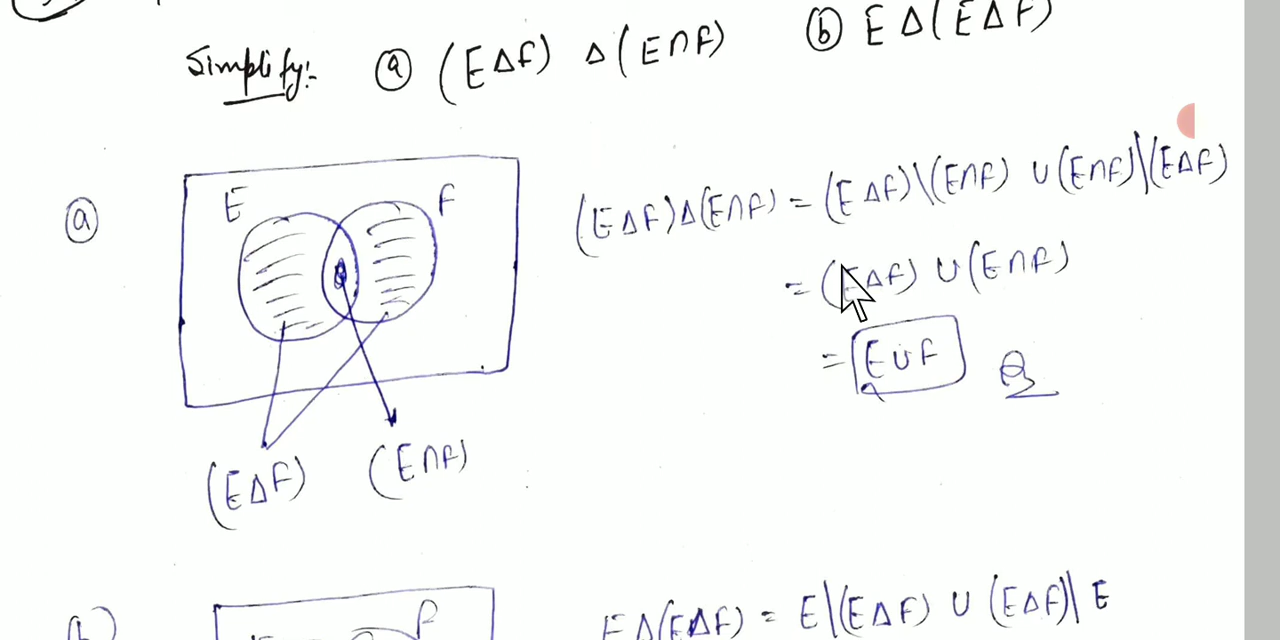 Simplify:- ⓐ (E∆F) ∆(E∩F) ⓑ E∆(E∆F)
ⓐ
E F
(E∆F)∆(E∩F) = (E∆F)\(E∩F) ∪(E∩F)\(E∆F)
= (E∆F) ∪(E∩F)
= E∪F
(E∆F) (E∩F)
F
E∆(E∆F) = E\(E∆F) ∪ (E∆F)\ E